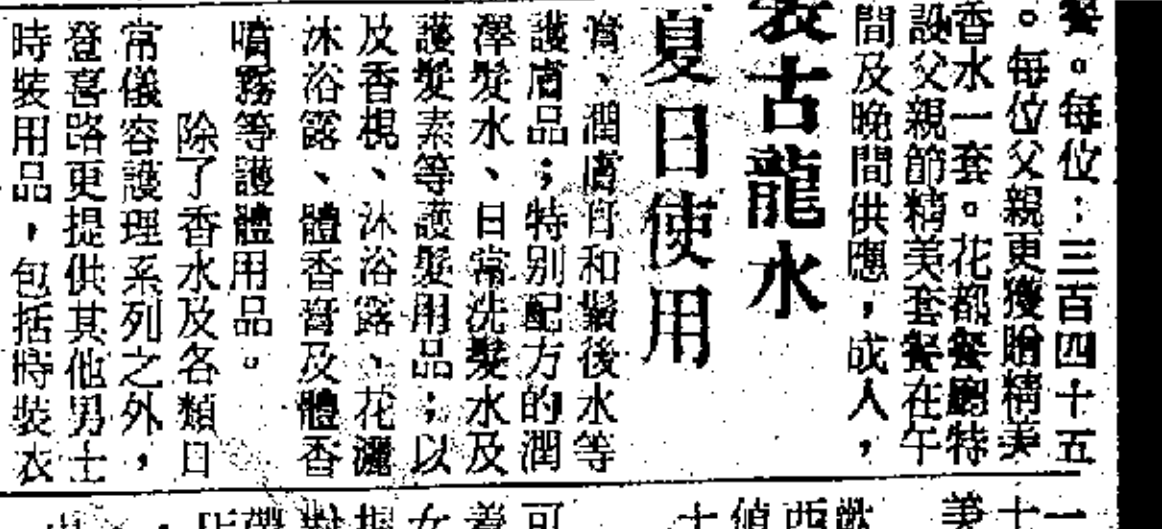 餐。每位:三百四十五
。每位父親更獲贈精美
香水一套。花都餐廳特
設父親節精美套餐在午
間及晚間供應,成人,
裝古龍水
夏日使用
膏、潤膚百和鬚後水等
護膚品;特别配方的潤
澤髮水、日常洗髮水及
護髮素等護髮用品;以
及香梘、沐浴露、花灑
沐浴露、體香膏及體香
噴霧等護體用品。
除了香水及各類日
常儀容護理系列之外,
登喜路更提供其他男士
時裝用品,包括時裝衣